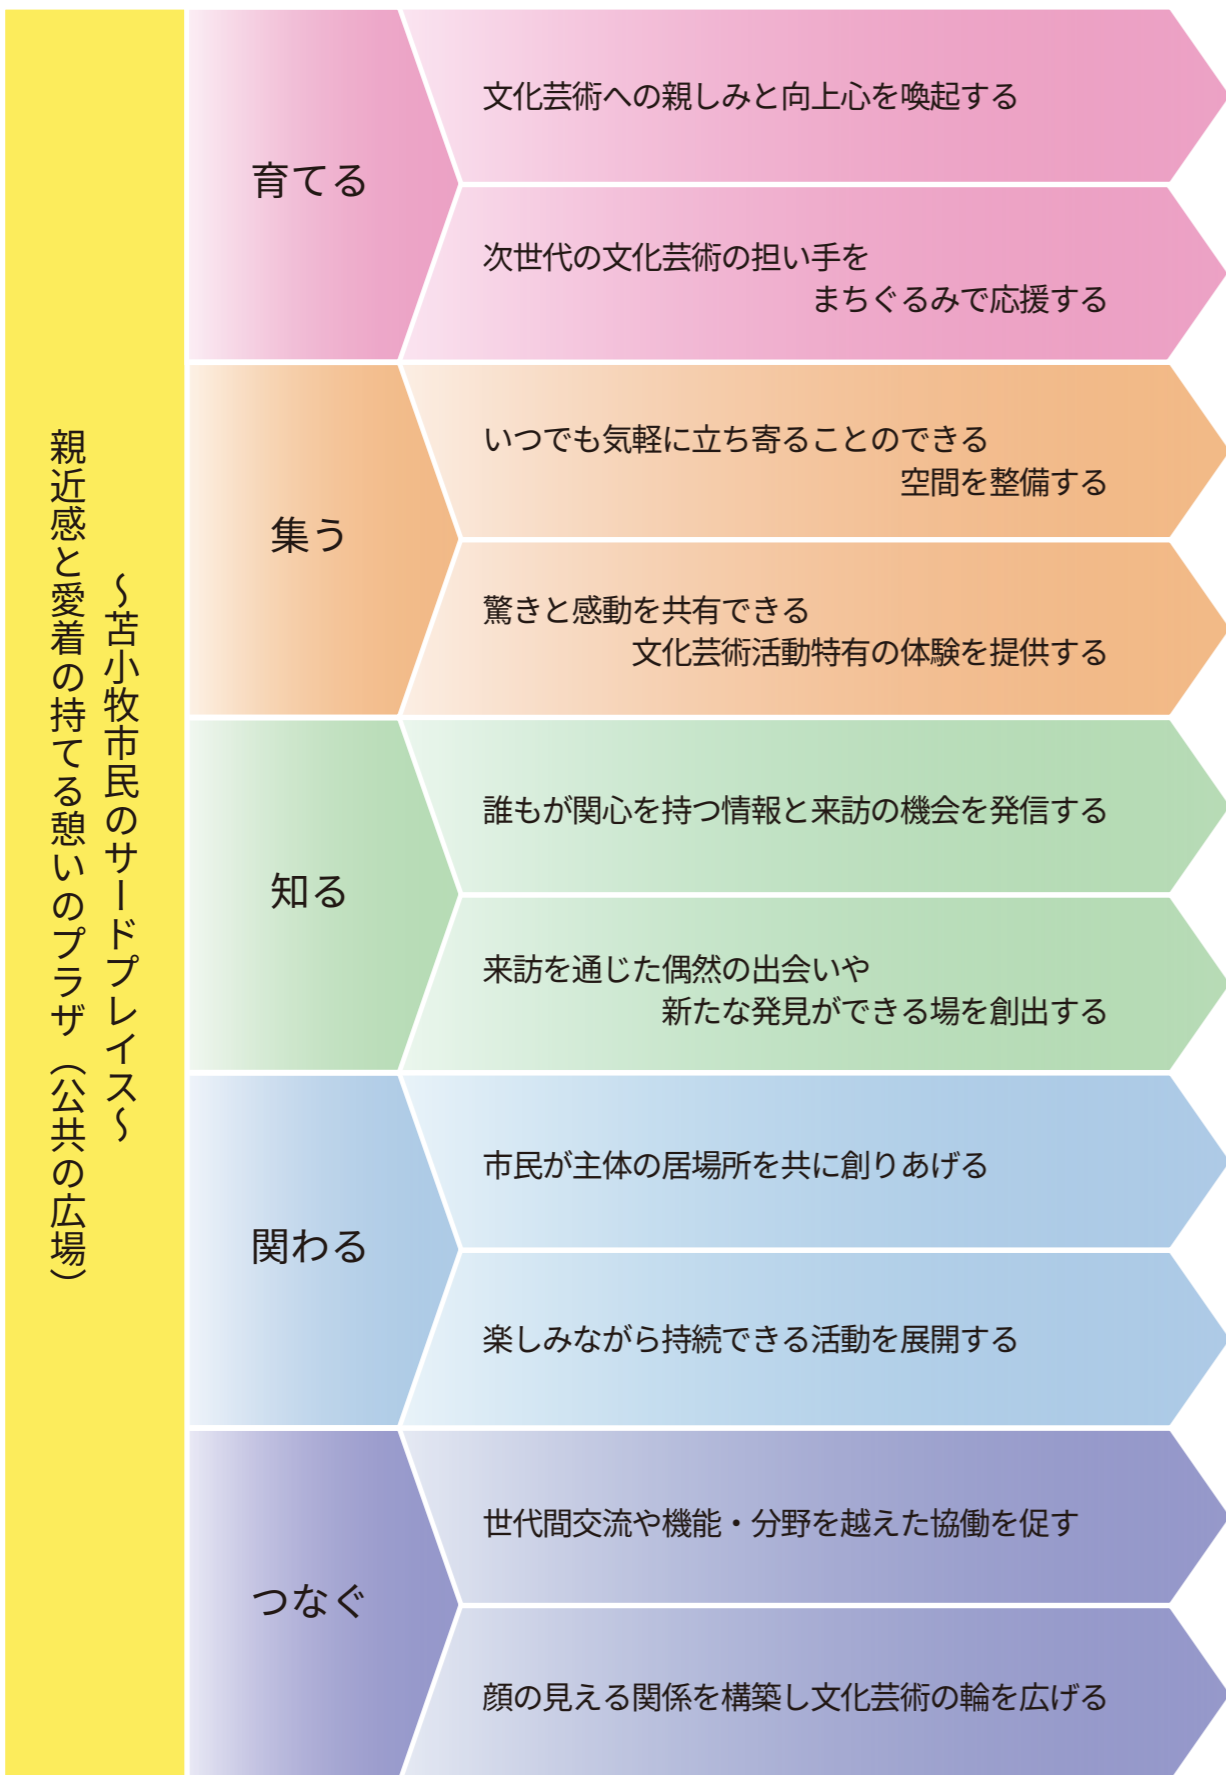 ～苫小牧市民のサードプレイス～
親近感と愛着の持てる憩いのプラザ（公共の広場）
育てる
文化芸術への親しみと向上心を喚起する
次世代の文化芸術の担い手を
まちぐるみで応援する
集う
いつでも気軽に立ち寄ることのできる
空間を整備する
驚きと感動を共有できる
文化芸術活動特有の体験を提供する
知る
誰もが関心を持つ情報と来訪の機会を発信する
来訪を通じた偶然の出会いや
新たな発見ができる場を創出する
関わる
市民が主体の居場所を共に創りあげる
楽しみながら持続できる活動を展開する
つなぐ
世代間交流や機能・分野を越えた協働を促す
顔の見える関係を構築し文化芸術の輪を広げる